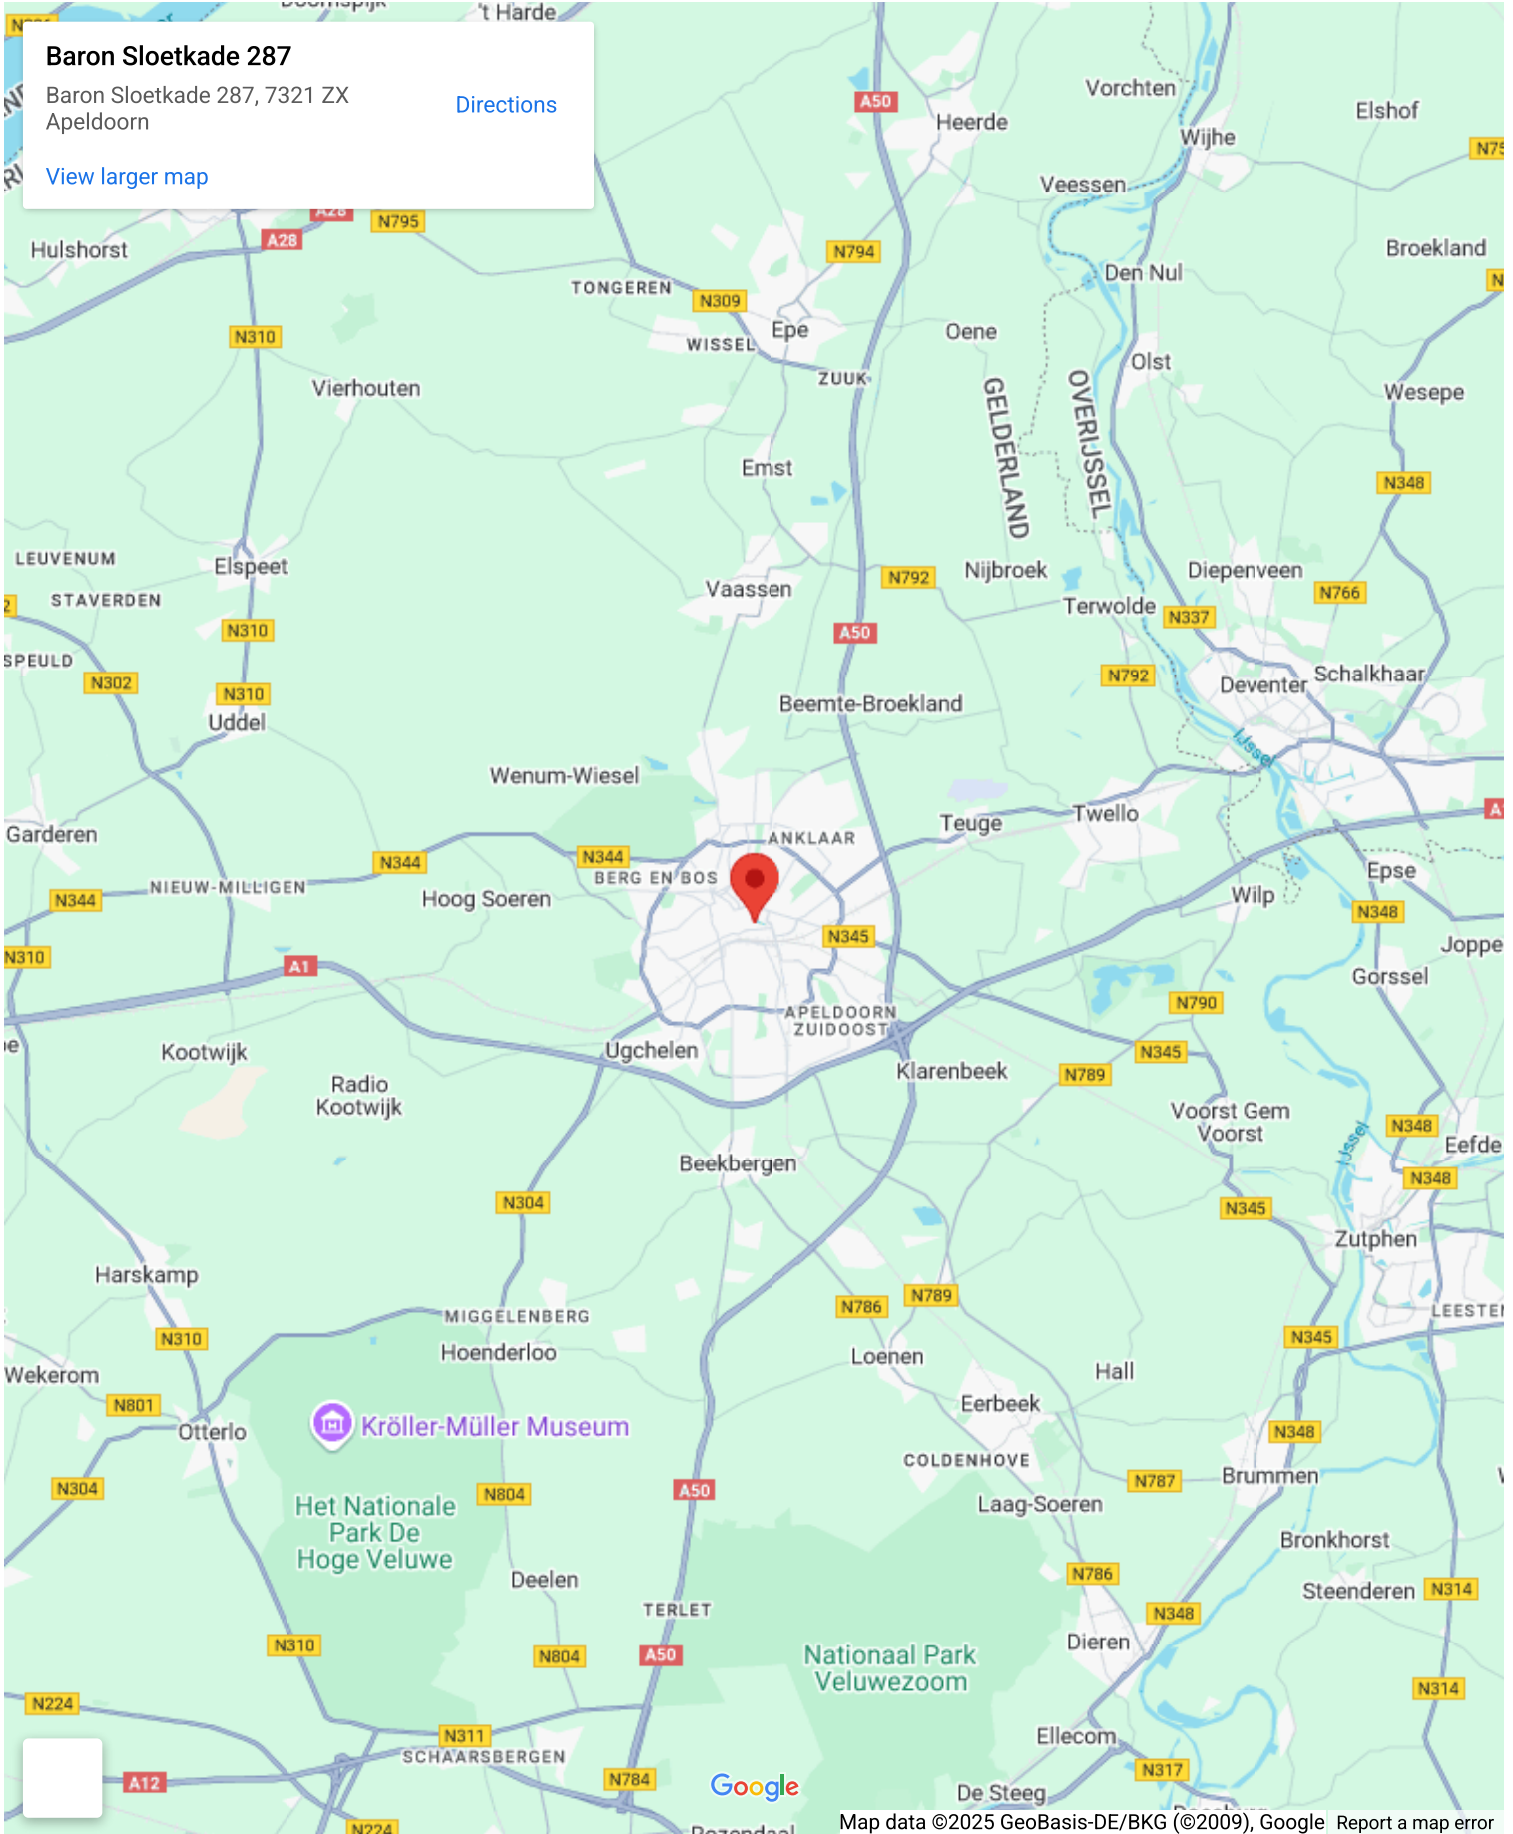 't Harde
Baron Sloetkade 287
Baron Sloetkade 287, 7321 ZX
Apeldoorn
Directions
View larger map
A50
Vorchten
Elshof
Heerde
Wijhe
Veessen
A28
N795
Hulshorst
A28
N794
Broekland
Den Nul
TONGEREN
N309
N310
Epe
Oene
WISSEL
Olst
ZUUK
Vierhouten
Wesepe
GELDERLAND
OVERIJSSEL
Emst
N348
LEUVENUM
Elspeet
Vaassen
N792
Nijbroek
Diepenveen
N766
STAVERDEN
Terwolde
N337
N310
A50
SPEULD
N302
N310
N792
Schalkhaar
Deventer
Uddel
Beemte-Broekland
IJssel
Wenum-Wiesel
Garderen
ANKLAAR
Teuge
Twello
N344
N344
BERG EN BOS
Epse
NIEUW-MILLIGEN
N344
Hoog Soeren
Wilp
N348
N345
N310
A1
Joppe
Gorssel
N790
APELDOORN
ZUIDOOST
Kootwijk
Ugchelen
N345
Klarenbeek
N789
Radio
Kootwijk
Voorst Gem
Voorst
N348
IJssel
Eefde
Beekbergen
N348
N304
N345
Zutphen
Harskamp
N786
N789
MIGGELENBERG
N310
N345
Hoenderloo
Loenen
Wekerom
Hall
N801
Eerbeek
Kröller-Müller Museum
Otterlo
N348
COLDENHOVE
Brummen
N304
N804
A50
N787
Het Nationale
Park De
Hoge Veluwe
Laag-Soeren
Bronkhorst
Deelen
N786
Steenderen
N314
TERLET
N348
N310
N804
A50
Dieren
Nationaal Park
Veluwezoom
N224
N314
N311
Ellecom
SCHAARSBERGEN
A12
N784
Google
N317
De Steeg
N224
Map data ©2025 GeoBasis-DE/BKG (©2009), Google
Report a map error